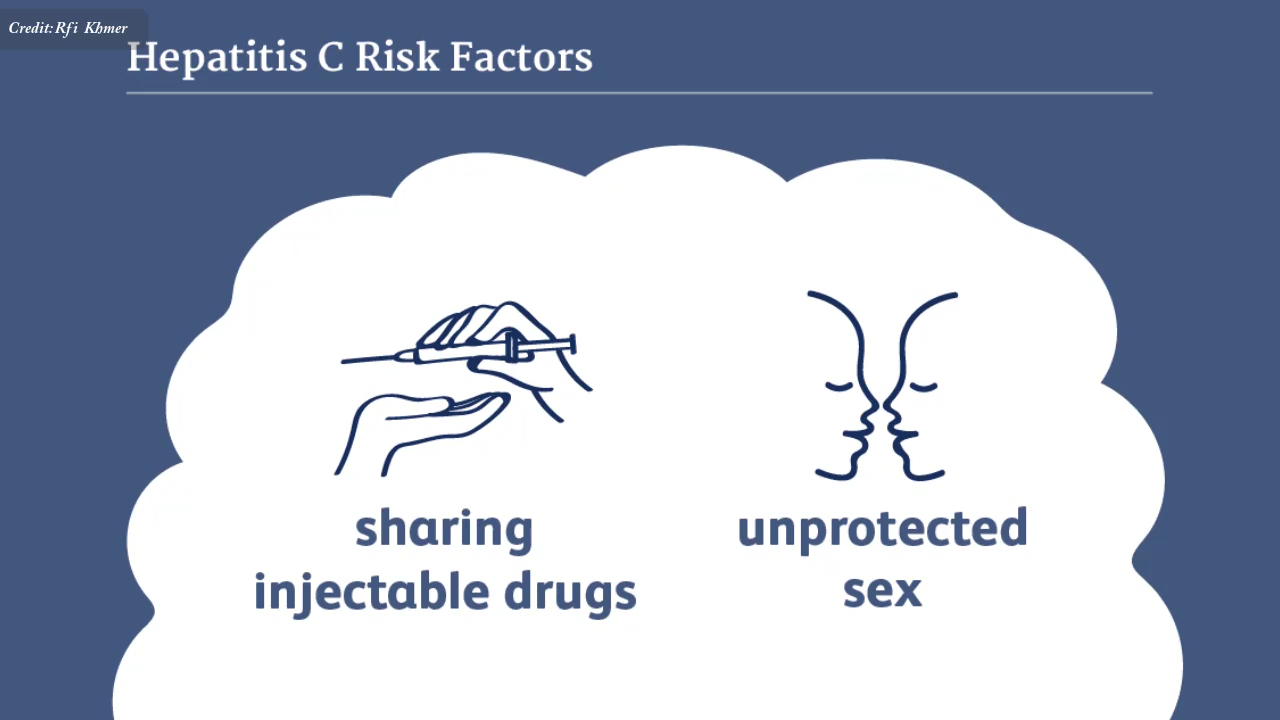 Credit:Rfi Khmer
Hepatitis C Risk Factors
sharing
injectable drugs
unprotected
sex